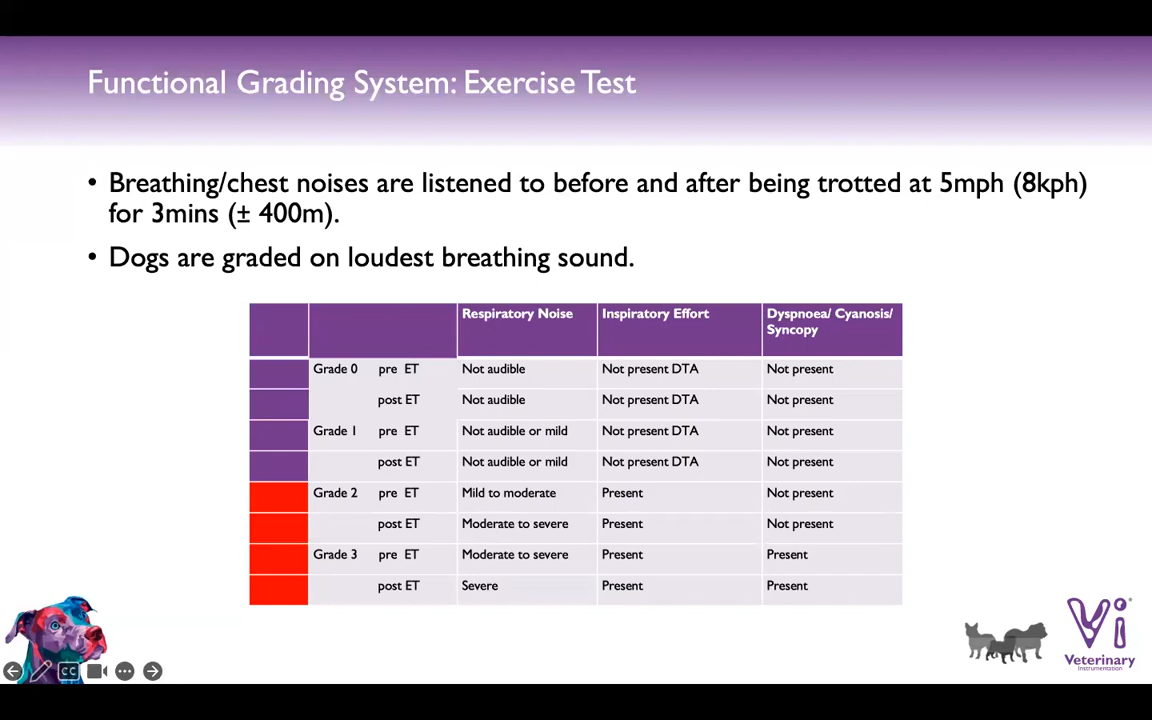 Functional Grading System: Exercise Test
• Breathing/chest noises are listened to before and after being trotted at 5mph (8kph)
for 3mins (± 400m).
• Dogs are graded on loudest breathing sound.
Respiratory Noise Inspiratory Effort Dyspnoea/ Cyanosis/
Syncopy
Grade 0 pre ET Not audible Not present DTA Not present
post ET Not audible Not present DTA Not present
Grade 1 pre ET Not audible or mild Not present DTA Not present
post ET Not audible or mild Not present DTA Not present
Grade 2 pre ET Mild to moderate Present Not present
post ET Moderate to severe Present Not present
Grade 3 pre ET Moderate to severe Present Present
post ET Severe Present Present
Vi
Veterinary
Instrumentation
CC